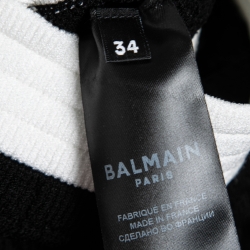 34
BALMAIN
PARIS
FABRIQUÉ EN FRANCE
MADE IN FRANCE
СДЕЛАНО ВО ФРАНЦИИ